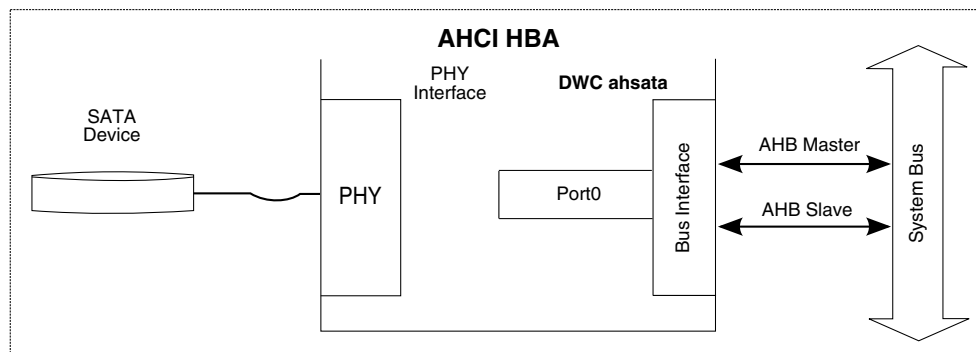 AHCI HBA
PHY
Interface
DWC ahsata
SATA
Device
PHY
Port0
Bus Interface
AHB Master
AHB Slave
System Bus